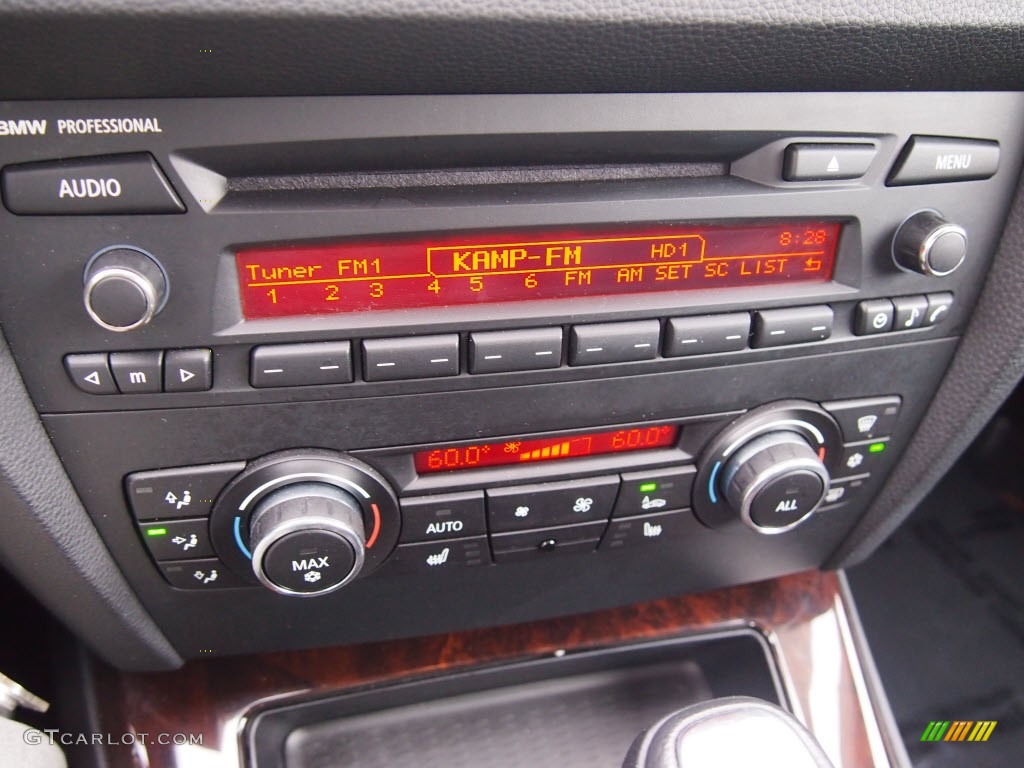 BMW PROFESSIONAL
AUDIO
MENU
KAMP-FM HD1 8:28
Tuner FM1
1 2 3 4 5 6 FM AM SET SC LIST
m
60.0° 60.0°
AUTO
ALL
MAX
GTCARLOT.COM